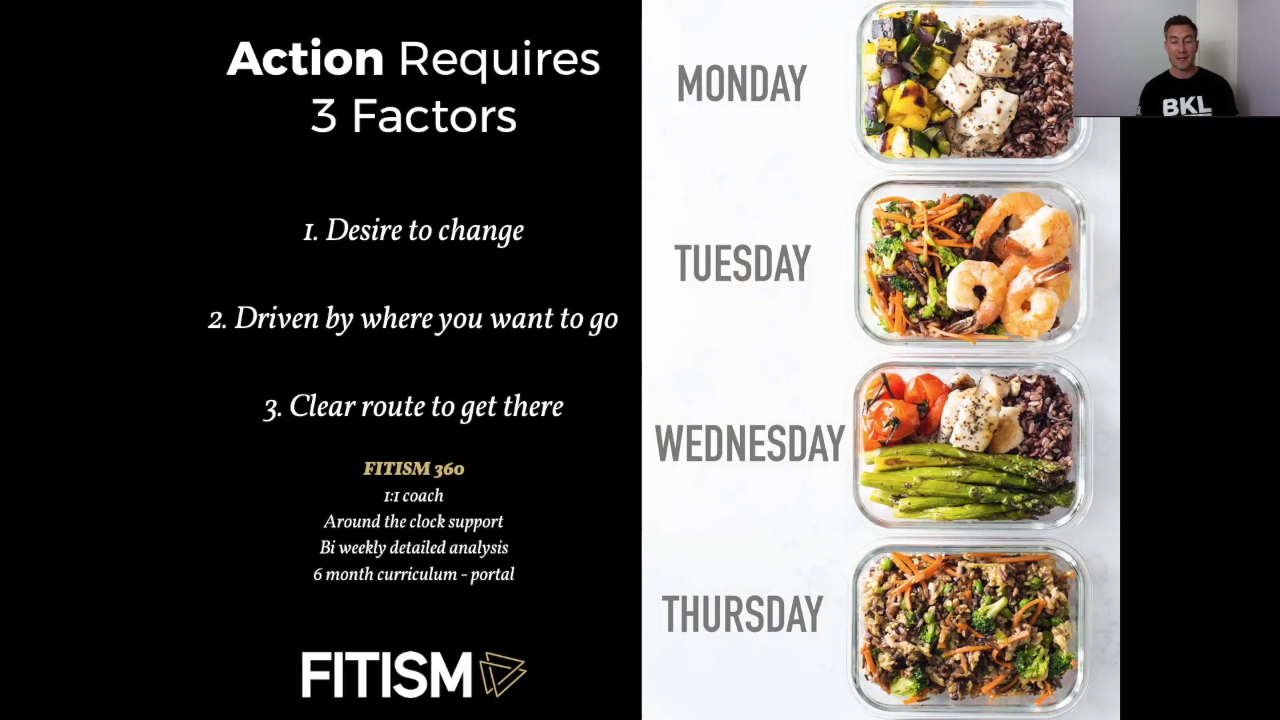 Action Requires
3 Factors
1. Desire to change
2. Driven by where you want to go
3. Clear route to get there
FITISM 360
1:1 coach
Around the clock support
Bi weekly detailed analysis
6 month curriculum - portal
FITISM
MONDAY
TUESDAY
WEDNESDAY
THURSDAY
BKL